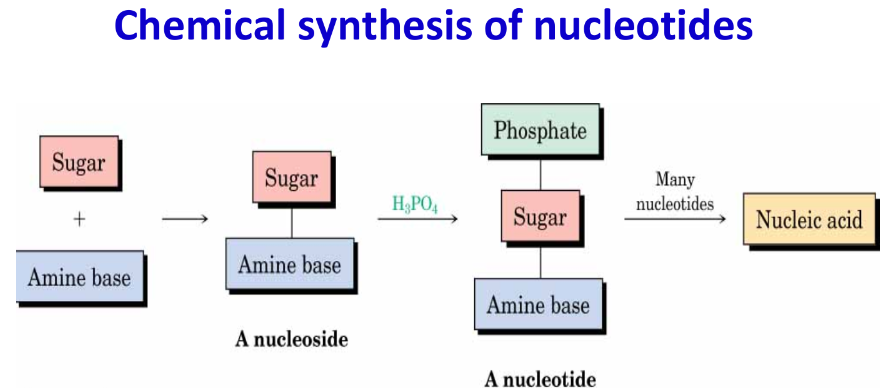 Chemical synthesis of nucleotides
Sugar
+
Amine base
Sugar
Amine base
A nucleoside
H₃PO₄
Phosphate
Sugar
Amine base
A nucleotide
Many
nucleotides
Nucleic acid